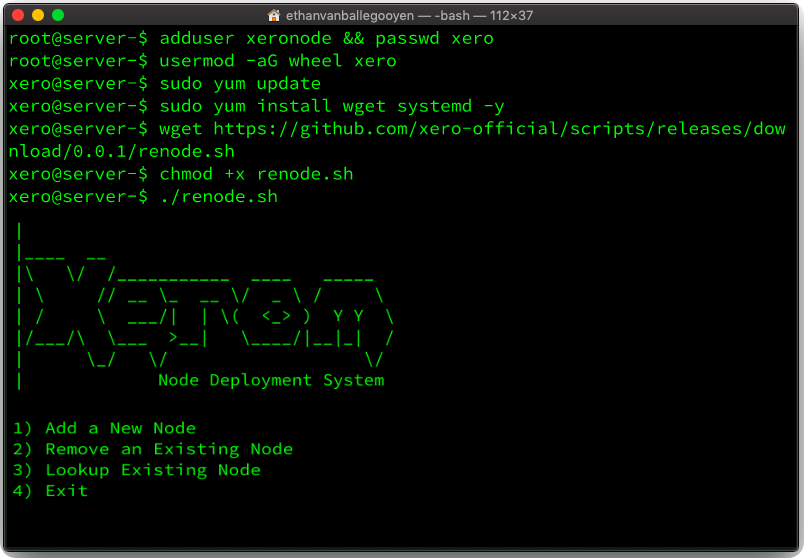 ethanvanballegooyen — -bash — 112×37
root@server-$ adduser xeronode && passwd xero
root@server-$ usermod -aG wheel xero
xero@server-$ sudo yum update
xero@server-$ sudo yum install wget systemd -y
xero@server-$ wget https://github.com/xero-official/scripts/releases/dow
nload/0.0.1/renode.sh
xero@server-$ chmod +x renode.sh
xero@server-$ ./renode.sh
Xerom
Node Deployment System
1) Add a New Node
2) Remove an Existing Node
3) Lookup Existing Node
4) Exit